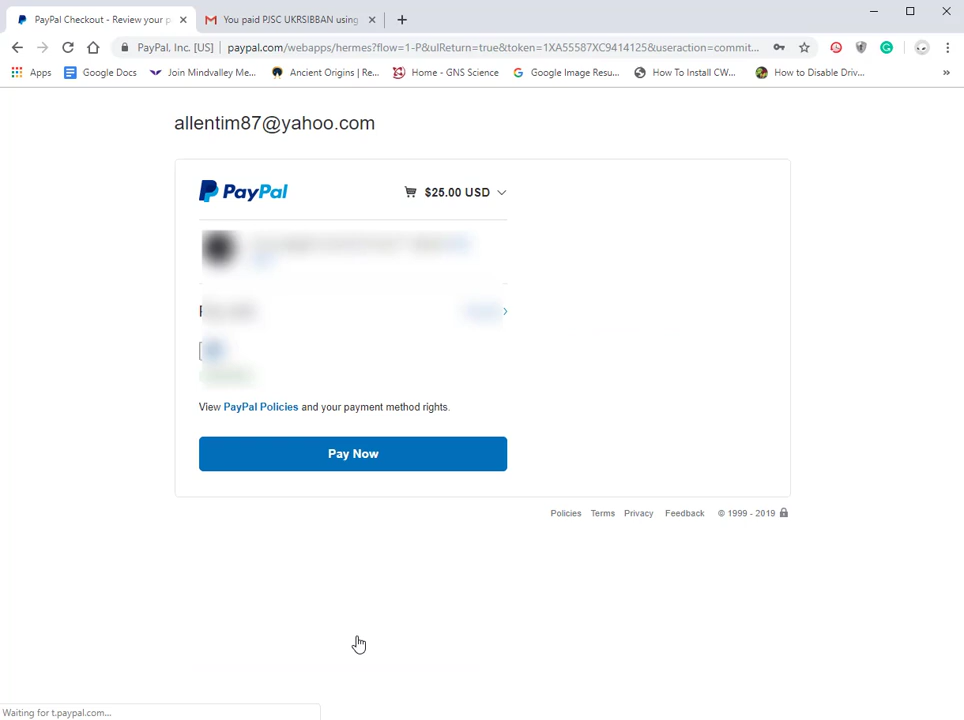 PayPal Checkout - Review your p
You paid PJSC UKRSIBBAN using
PayPal, Inc. [US]
paypal.com/webapps/hermes?flow=1-P&ulReturn=true&token=1XA55587XC9414125&useraction=commit...
Apps
Google Docs
Join Mindvalley Me...
Ancient Origins | Re...
Home - GNS Science
Google Image Resu...
How To Install CW...
How to Disable Driv...
»
allentim87@yahoo.com
PayPal
$25.00 USD
View PayPal Policies and your payment method rights.
Pay Now
Policies
Terms
Privacy
Feedback
© 1999 - 2019
Waiting for t.paypal.com...